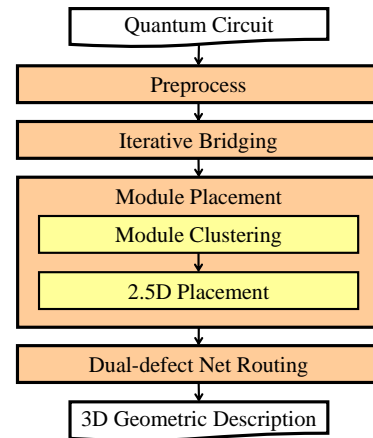 Quantum Circuit
Preprocess
Iterative Bridging
Module Placement
Module Clustering
2.5D Placement
Dual-defect Net Routing
3D Geometric Description